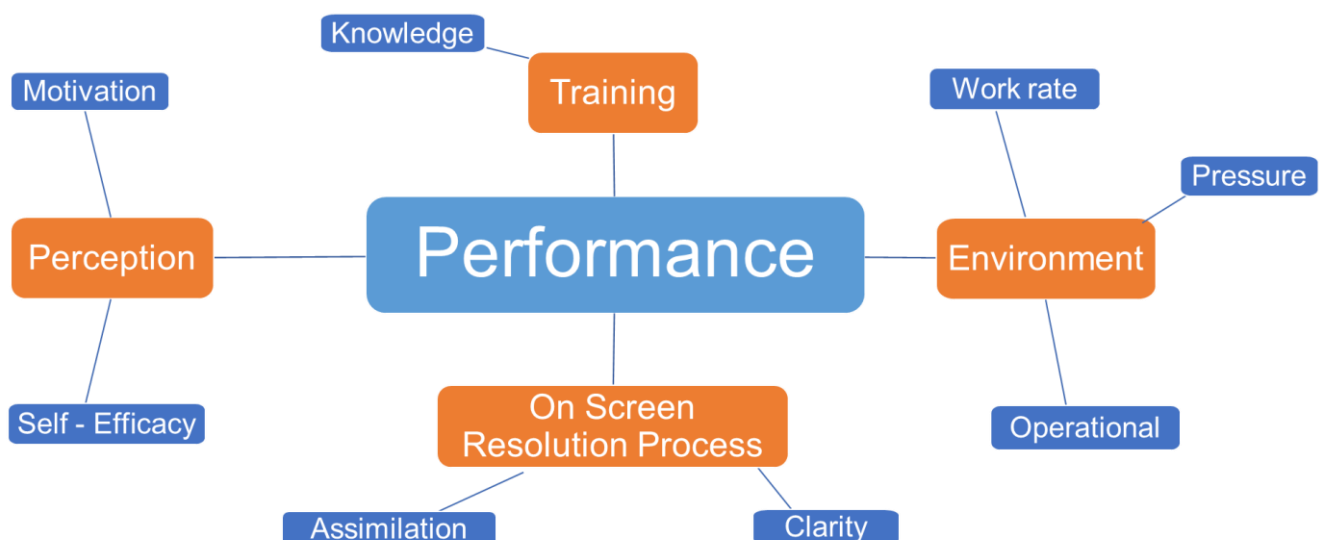 Knowledge
Motivation
Training
Work rate
Pressure
Perception
Performance
Environment
On Screen
Resolution Process
Self - Efficacy
Operational
Assimilation
Clarity